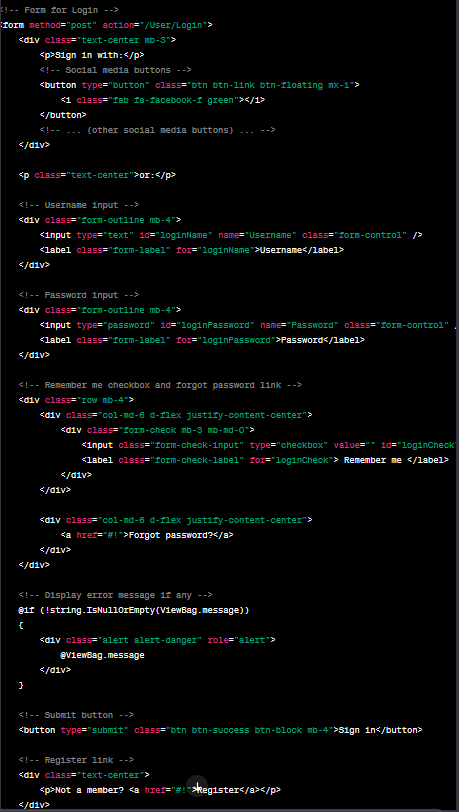 <!-- Form for Login -->
<form method="post" action="/User/Login">
<div class="text-center mb-3">
<p>Sign in with:</p>
<!-- Social media buttons -->
<button type="button" class="btn btn-link btn-floating mx-1">
<i class="fab fa-facebook-f green"></i>
</button>
<!-- ... (other social media buttons) ... -->
</div>
<p class="text-center">or:</p>
<!-- Username input -->
<div class="form-outline mb-4">
<input type="text" id="loginName" name="Username" class="form-control" />
<label class="form-label" for="loginName">Username</label>
</div>
<!-- Password input -->
<div class="form-outline mb-4">
<input type="password" id="loginPassword" name="Password" class="form-control" /
<label class="form-label" for="loginPassword">Password</label>
</div>
<!-- Remember me checkbox and forgot password link -->
<div class="row mb-4">
<div class="col-md-6 d-flex justify-content-center">
<div class="form-check mb-3 mb-md-0">
<input class="form-check-input" type="checkbox" value="" id="loginCheck"
<label class="form-check-label" for="loginCheck"> Remember me </label>
</div>
</div>
<div class="col-md-6 d-flex justify-content-center">
<a href="#!">Forgot password?</a>
</div>
</div>
<!-- Display error message if any -->
@if (!string.IsNullOrEmpty(ViewBag.message))
{
<div class="alert alert-danger" role="alert">
@ViewBag.message
</div>
}
<!-- Submit button -->
<button type="submit" class="btn btn-success btn-block mb-4">Sign in</button>
<!-- Register link -->
<div class="text-center">
<p>Not a member? <a href="#!">Register</a></p>
</div>